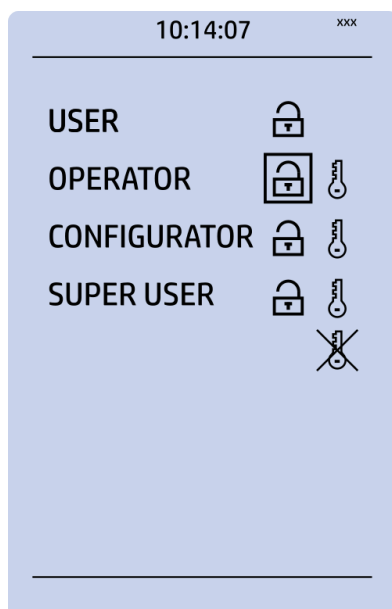 10:14:07 xxx
USER
OPERATOR
CONFIGURATOR
SUPER USER